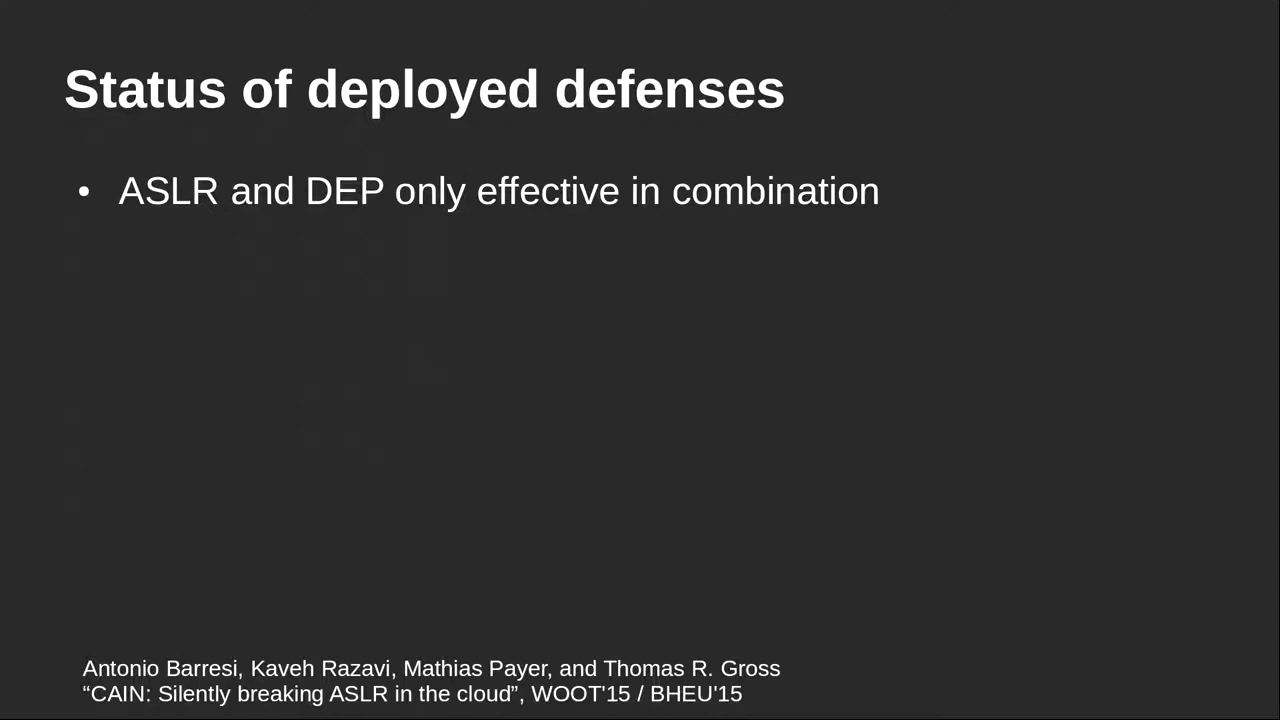 Status of deployed defenses
• ASLR and DEP only effective in combination
Antonio Barresi, Kaveh Razavi, Mathias Payer, and Thomas R. Gross
“CAIN: Silently breaking ASLR in the cloud”, WOOT'15 / BHEU'15